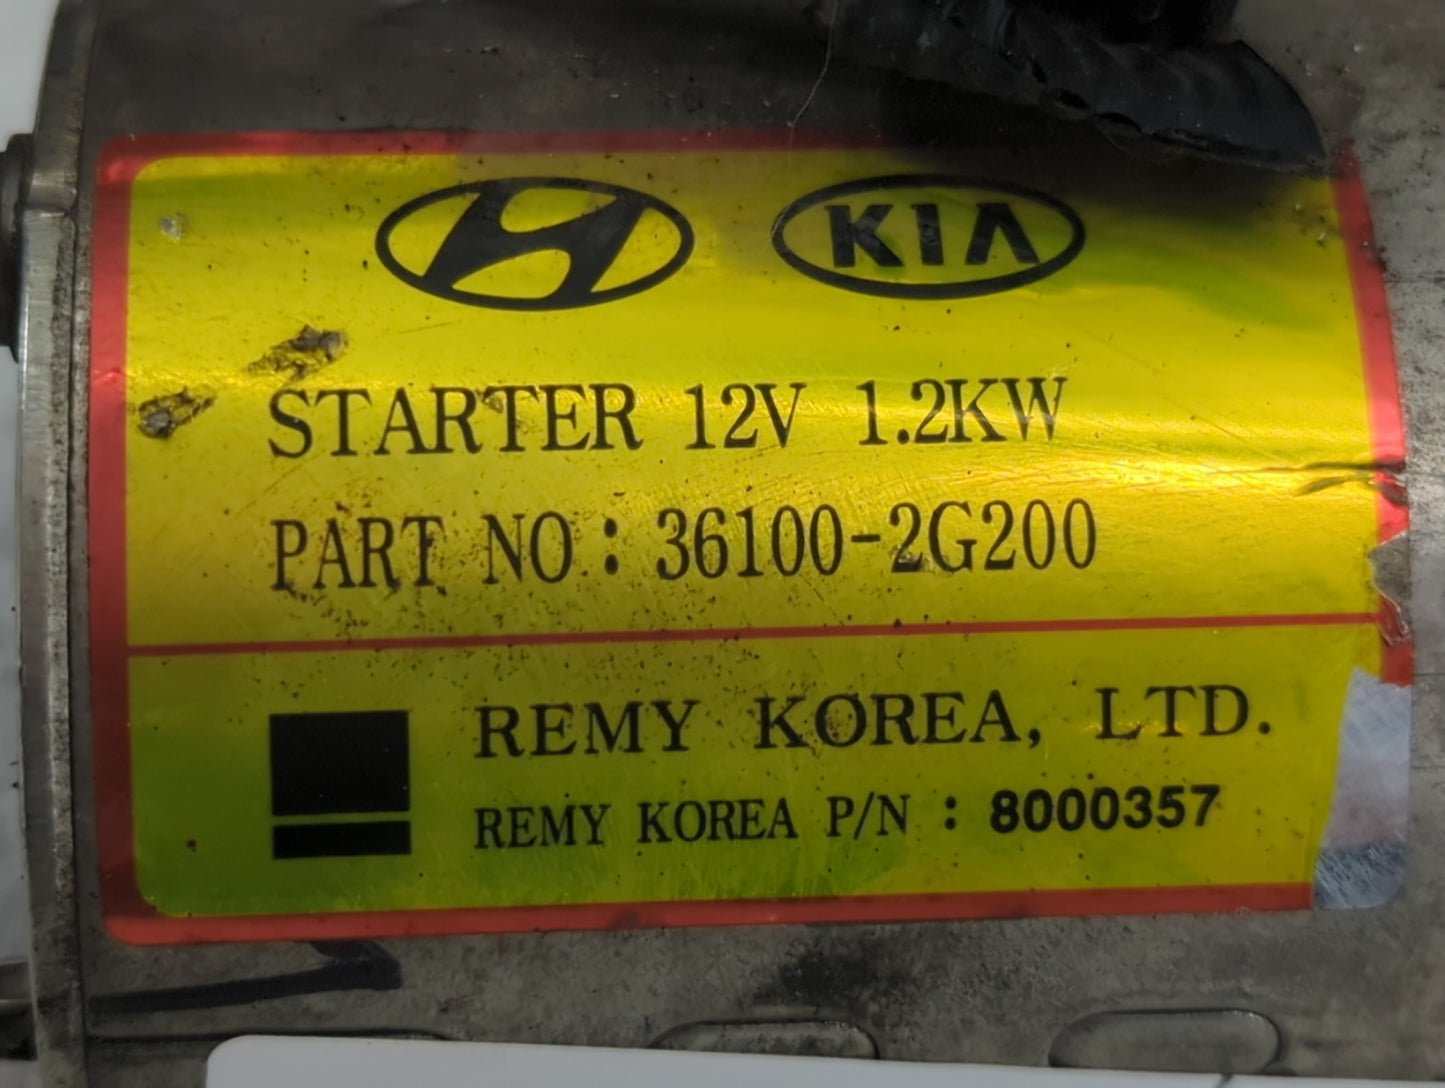 KIA
STARTER 12V 1.2KW
PART NO : 36100-2G200
REMY KOREA, LTD.
REMY KOREA P/N : 8000357